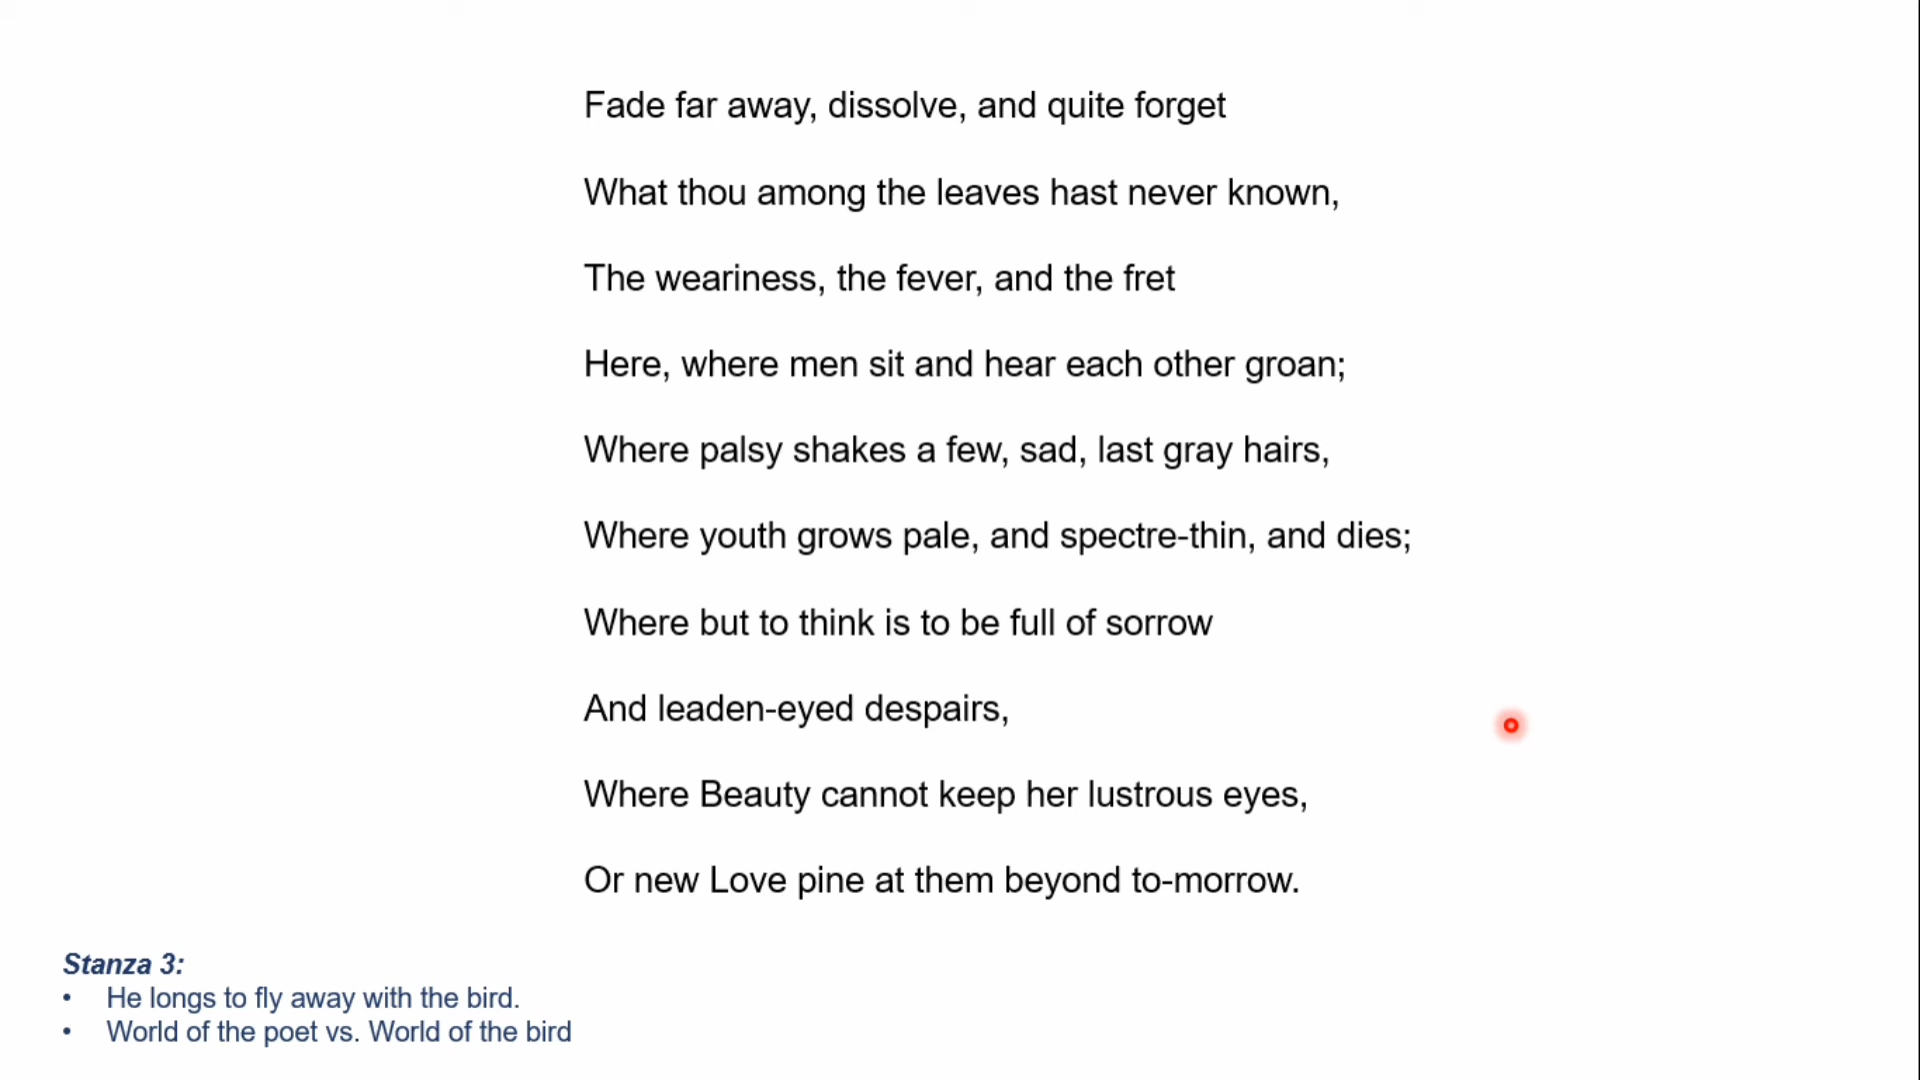 Fade far away, dissolve, and quite forget
What thou among the leaves hast never known,
The weariness, the fever, and the fret
Here, where men sit and hear each other groan;
Where palsy shakes a few, sad, last gray hairs,
Where youth grows pale, and spectre-thin, and dies;
Where but to think is to be full of sorrow
And leaden-eyed despairs,
Where Beauty cannot keep her lustrous eyes,
Or new Love pine at them beyond to-morrow.
Stanza 3:
• He longs to fly away with the bird.
• World of the poet vs. World of the bird